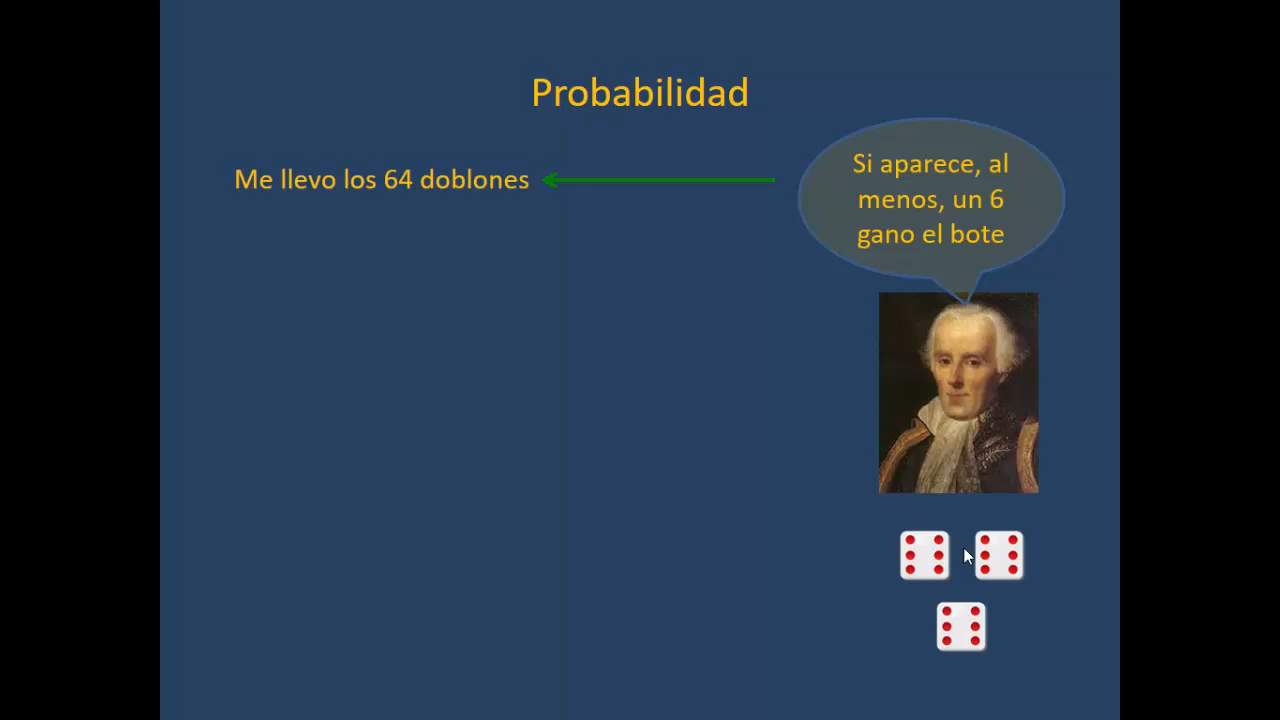 Probabilidad
Me llevo los 64 doblones
Si aparece, al
menos, un 6
gano el bote